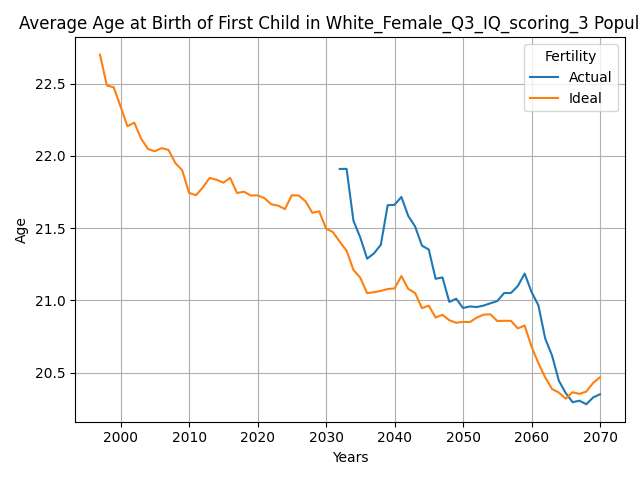 Average Age at Birth of First Child in White_Female_Q3_IQ_scoring_3 Popul
Fertility
Actual
Ideal
Age
22.5
22.0
21.5
21.0
20.5
2000 2010 2020 2030 2040 2050 2060 2070
Years